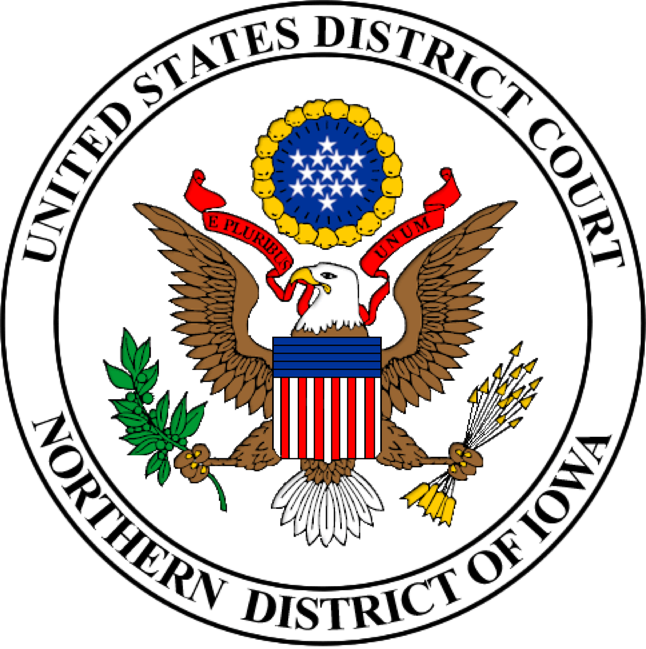 UNITED STATES DISTRICT COURT
E PLURIBUS UNUM
NORTHERN DISTRICT OF IOWA